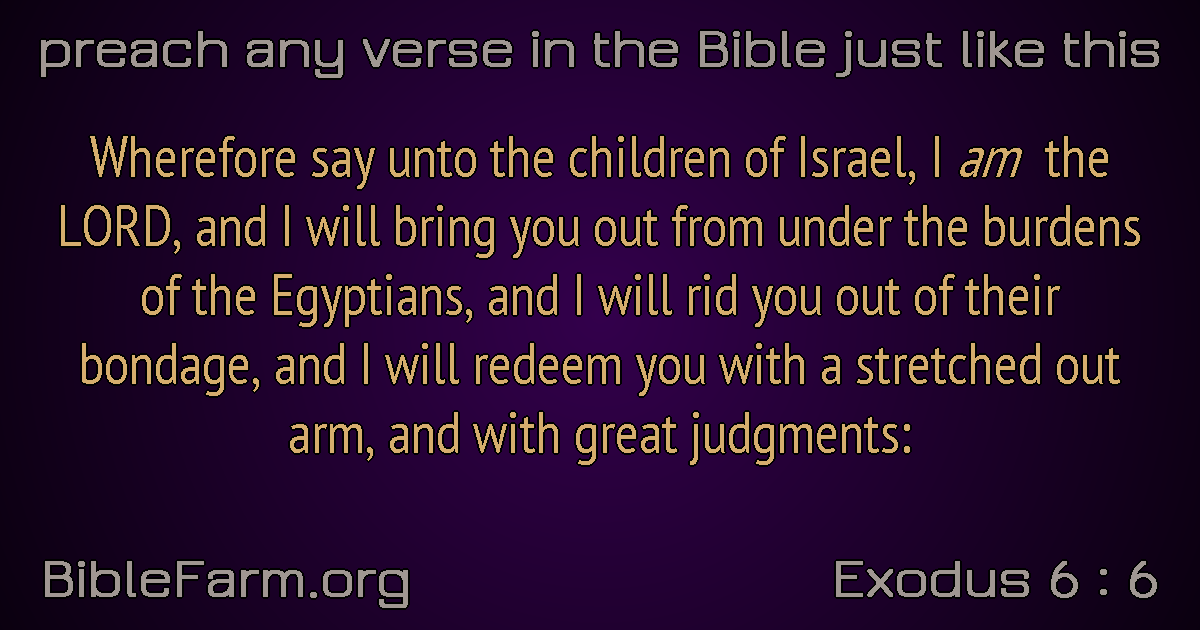 preach any verse in the Bible just like this
Wherefore say unto the children of Israel, I am the
LORD, and I will bring you out from under the burdens
of the Egyptians, and I will rid you out of their
bondage, and I will redeem you with a stretched out
arm, and with great judgments:
BibleFarm.org
Exodus 6 : 6